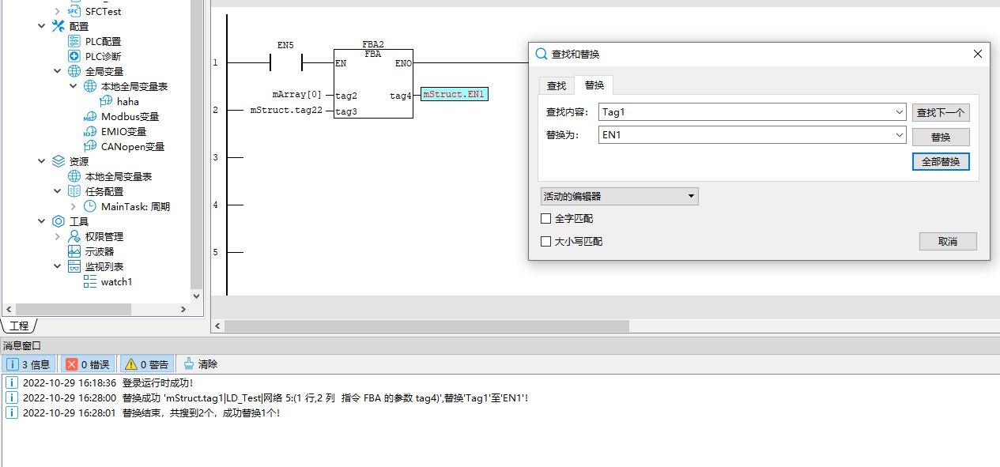 SFCTest
配置
PLC配置
PLC诊断
全局变量
本地全局变量表
haha
Modbus变量
EMIO变量
CANopen变量
资源
本地全局变量表
任务配置
MainTask: 周期
工具
权限管理
示波器
监视列表
watch1
工程
EN5
FBA2
FBA
1
EN ENO
mArray[0] tag2 tag4 mStruct.EN1
2 mStruct.tag22 tag3
3
4
5
查找和替换
查找 替换
查找内容: Tag1 查找下一个
替换为: EN1 替换
全部替换
活动的编辑器
全字匹配
大小写匹配
取消
消息窗口
3 信息 0 错误 0 警告 清除
2022-10-29 16:18:36 登录运行时成功!
2022-10-29 16:28:00 替换成功 'mStruct.tag1|LD_Test|网络 5:(1 行,2 列 指令 FBA 的参数 tag4)',替换'Tag1'至'EN1'!
2022-10-29 16:28:01 替换结束，共搜到2个，成功替换1个!